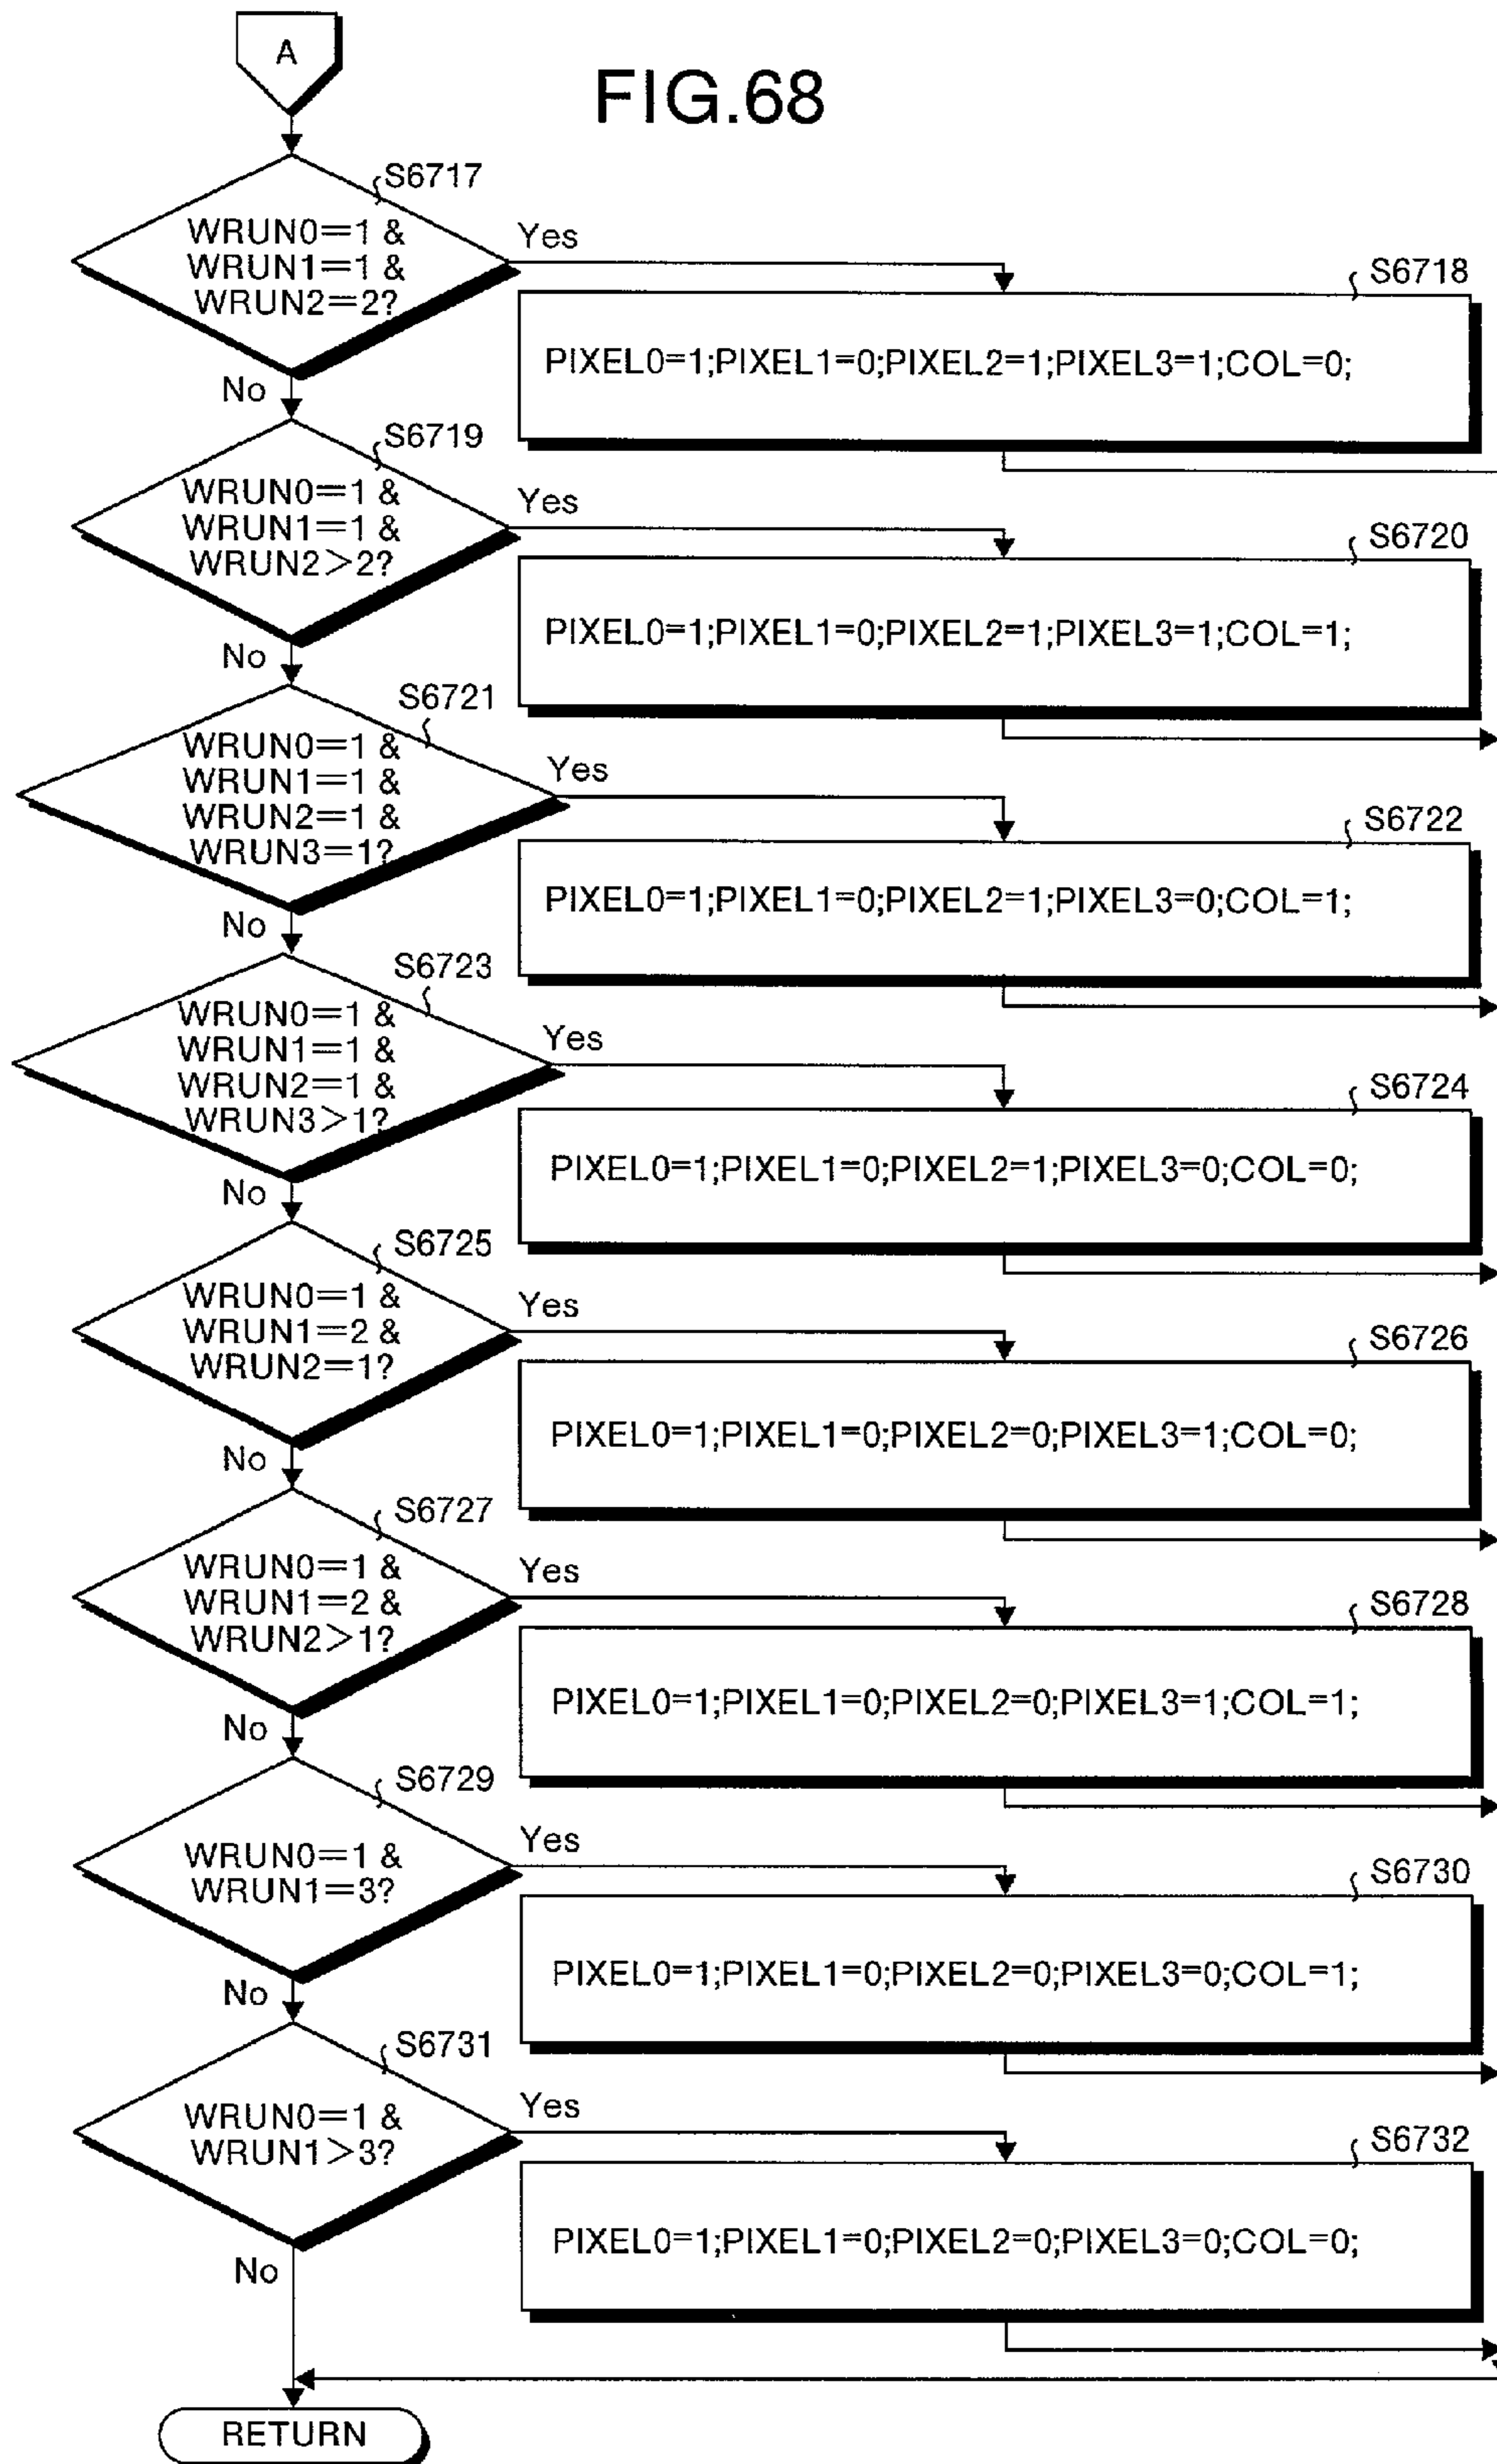 A
FIG.68
S6717
WRUN0=1 &
WRUN1=1 &
WRUN2=2?
Yes
No
S6718
PIXEL0=1;PIXEL1=0;PIXEL2=1;PIXEL3=1;COL=0;
S6719
WRUN0=1 &
WRUN1=1 &
WRUN2>2?
Yes
No
S6720
PIXEL0=1;PIXEL1=0;PIXEL2=1;PIXEL3=1;COL=1;
S6721
WRUN0=1 &
WRUN1=1 &
WRUN2=1 &
WRUN3=1?
Yes
No
S6722
PIXEL0=1;PIXEL1=0;PIXEL2=1;PIXEL3=0;COL=1;
S6723
WRUN0=1 &
WRUN1=1 &
WRUN2=1 &
WRUN3>1?
Yes
No
S6724
PIXEL0=1;PIXEL1=0;PIXEL2=1;PIXEL3=0;COL=0;
S6725
WRUN0=1 &
WRUN1=2 &
WRUN2=1?
Yes
No
S6726
PIXEL0=1;PIXEL1=0;PIXEL2=0;PIXEL3=1;COL=0;
S6727
WRUN0=1 &
WRUN1=2 &
WRUN2>1?
Yes
No
S6728
PIXEL0=1;PIXEL1=0;PIXEL2=0;PIXEL3=1;COL=1;
S6729
WRUN0=1 &
WRUN1=3?
Yes
No
S6730
PIXEL0=1;PIXEL1=0;PIXEL2=0;PIXEL3=0;COL=1;
S6731
WRUN0=1 &
WRUN1>3?
Yes
No
S6732
PIXEL0=1;PIXEL1=0;PIXEL2=0;PIXEL3=0;COL=0;
RETURN